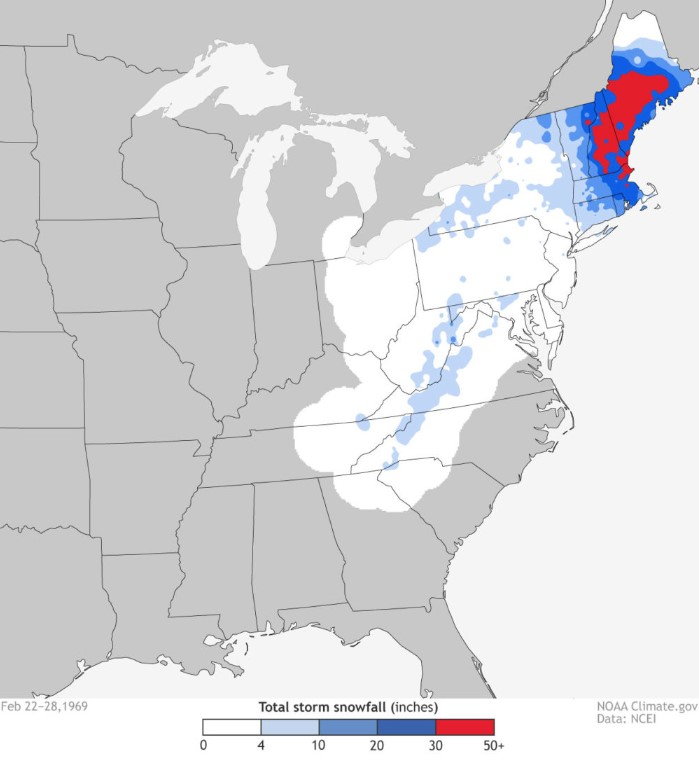 Feb 22–28,1969
Total storm snowfall (inches)
NOAA Climate.gov
Data: NCEI
0 4 10 20 30 50+